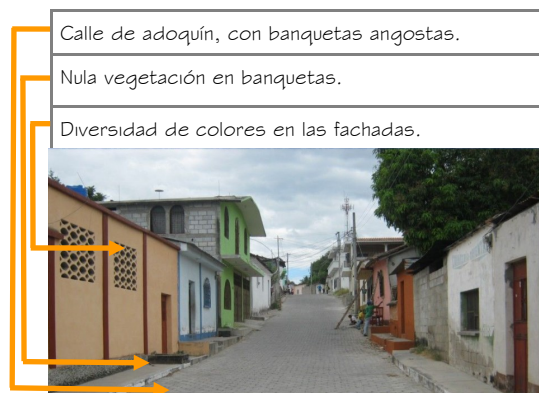 Calle de adoquín, con banquetas angostas.
Nula vegetación en banquetas.
Diversidad de colores en las fachadas.